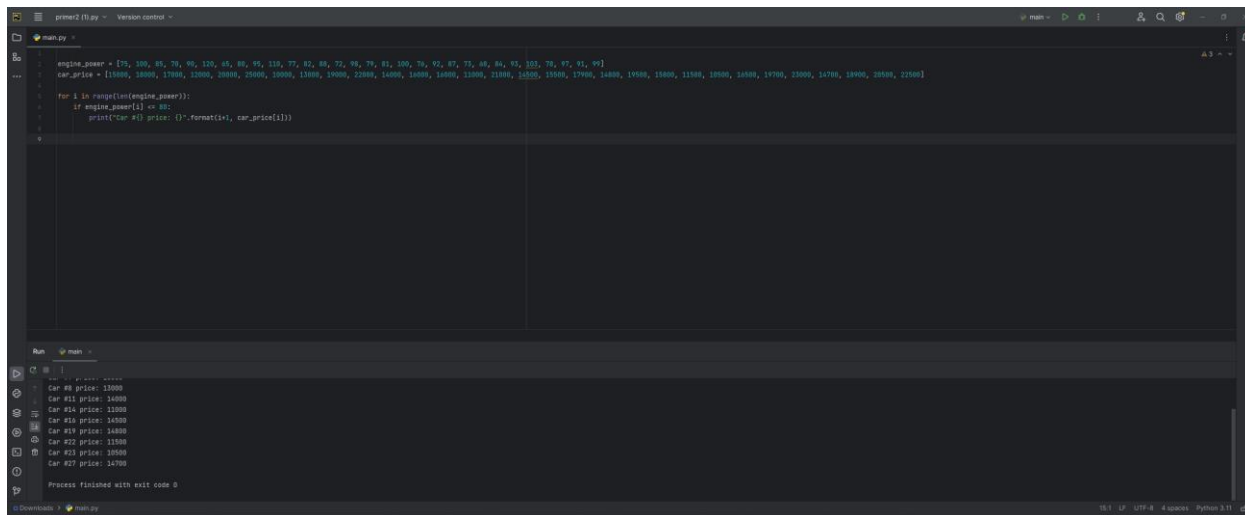 primer2 (1).py Version control main
main.py
engine_power = [75, 100, 85, 70, 90, 120, 65, 80, 95, 110, 77, 82, 88, 72, 98, 79, 81, 100, 76, 92, 87, 73, 68, 84, 93, 103, 78, 97, 91, 99]
car_price = [15000, 18000, 17000, 12000, 20000, 25000, 10000, 13000, 19000, 22000, 14000, 16000, 16000, 11000, 21000, 14500, 15500, 17900, 14800, 19500, 15800, 11500, 10500, 16500, 19700, 23000, 14700, 18900, 20500, 22500]
for i in range(len(engine_power)):
if engine_power[i] <= 80:
print("Car #{} price: {}".format(i+1, car_price[i]))
Run main
Car #8 price: 13000
Car #11 price: 14000
Car #14 price: 11000
Car #16 price: 14500
Car #19 price: 14800
Car #22 price: 11500
Car #23 price: 10500
Car #27 price: 14700
Process finished with exit code 0
Downloads main.py 15:1 LF UTF-8 4 spaces Python 3.11